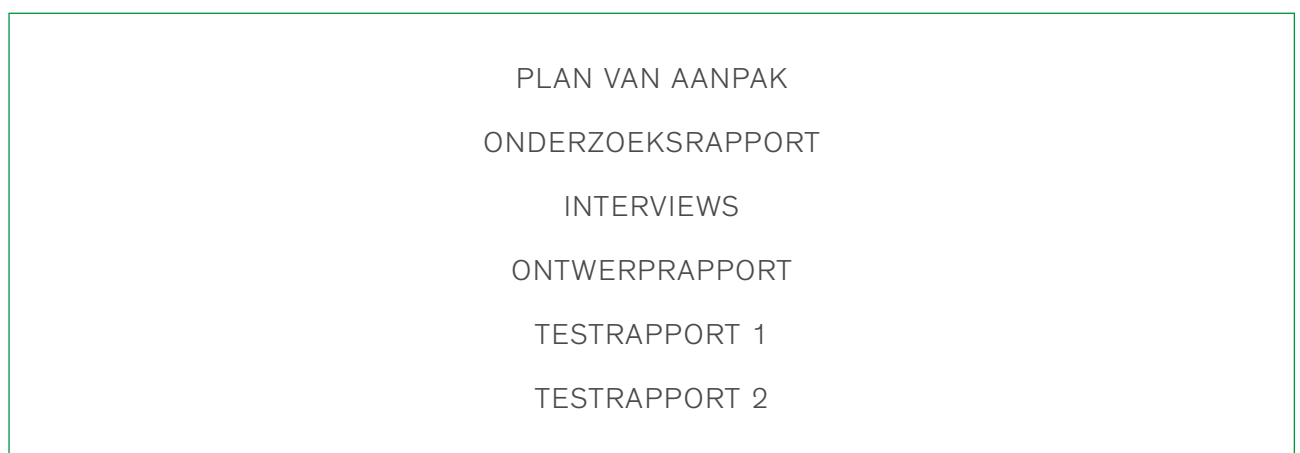 PLAN VAN AANPAK
ONDERZOEKSRAPPORT
INTERVIEWS
ONTWERPRAPPORT
TESTRAPPORT 1
TESTRAPPORT 2